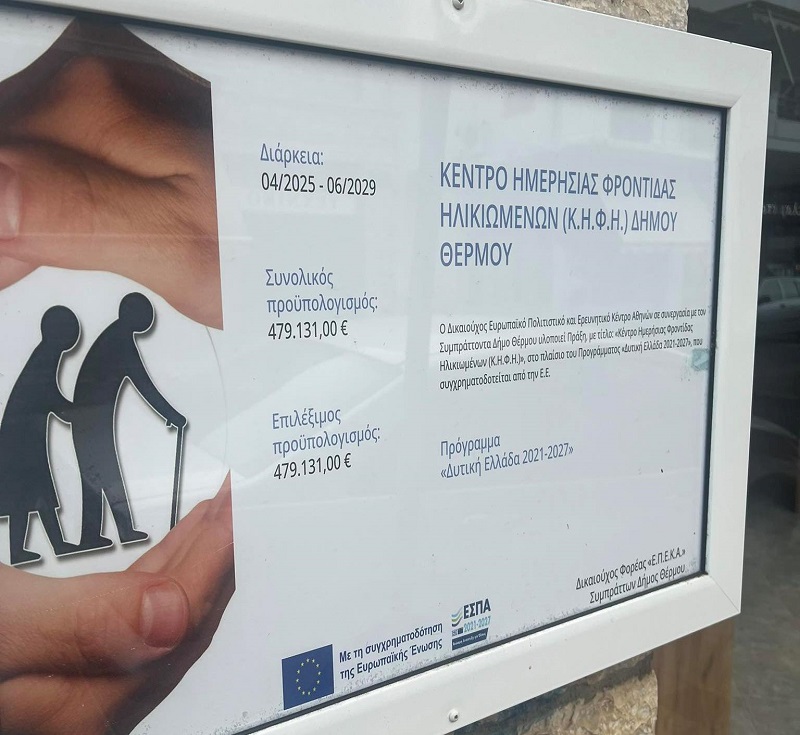 Διάρκεια:
04/2025 - 06/2029
Συνολικός
προϋπολογισμός:
479.131,00 €
Επιλέξιμος
προϋπολογισμός:
479.131,00 €
ΚΕΝΤΡΟ ΗΜΕΡΗΣΙΑΣ ΦΡΟΝΤΙΔΑΣ
ΗΛΙΚΙΩΜΕΝΩΝ (Κ.Η.Φ.Η.) ΔΗΜΟΥ
ΘΕΡΜΟΥ
Ο Δικαιούχος Ευρωπαϊκό Πολιτιστικό και Ερευνητικό Κέντρο Αθηνών σε συνεργασία με τον
Συμπράττοντα Δήμο Θέρμου υλοποιεί Πράξη, με τίτλο: «Κέντρο Ημερήσιας Φροντίδας
Ηλικιωμένων (Κ.Η.Φ.Η.)», στο πλαίσιο του Προγράμματος «Δυτική Ελλάδα 2021-2027», που
συγχρηματοδοτείται από την Ε.Ε.
Πρόγραμμα
«Δυτική Ελλάδα 2021-2027»
Δικαιούχος Φορέας «Ε.Π.Ε.Κ.Α.»
Συμπράττων Δήμος Θέρμου
Με τη συγχρηματοδότηση
της Ευρωπαϊκής Ένωσης
ΕΣΠΑ
2021-2027